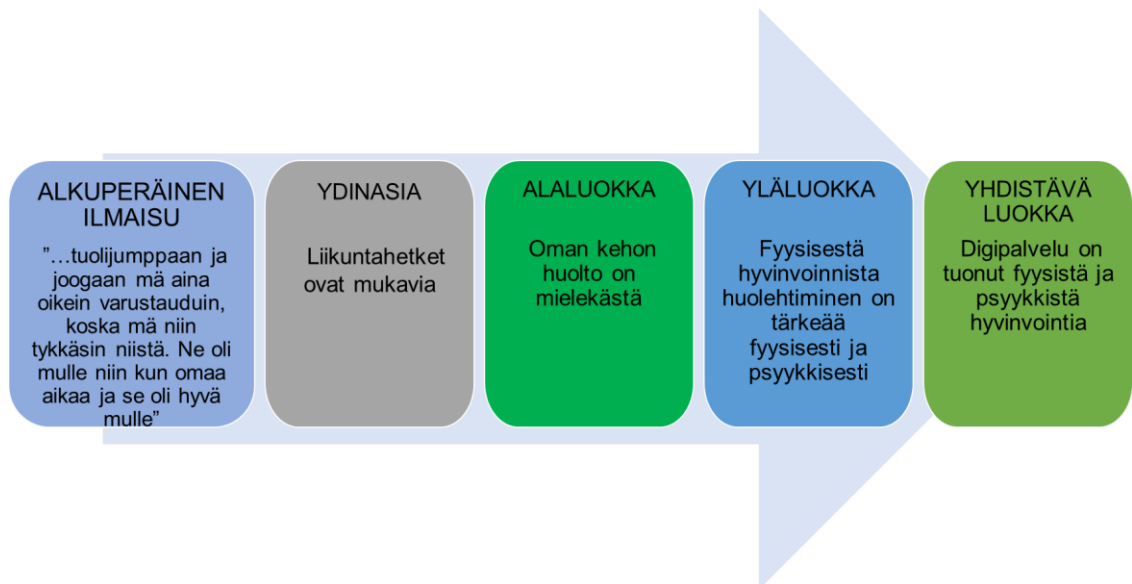 ALKUPERÄINEN
ILMAISU
”…tuolijumppaan ja
joogaan mä aina
oikein varustauduin,
koska mä niin
tykkäsin niistä. Ne oli
mulle niin kun omaa
aikaa ja se oli hyvä
mulle”
YDINASIA
Liikuntahetket
ovat mukavia
ALALUOKKA
Oman kehon
huolto on
mielekästä
YLÄLUOKKA
Fyysisestä
hyvinvoinnista
huolehtiminen on
tärkeää
fyysisesti ja
psyykkisesti
YHDISTÄVÄ
LUOKKA
Digipalvelu on
tuonut fyysistä ja
psyykkistä
hyvinvointia